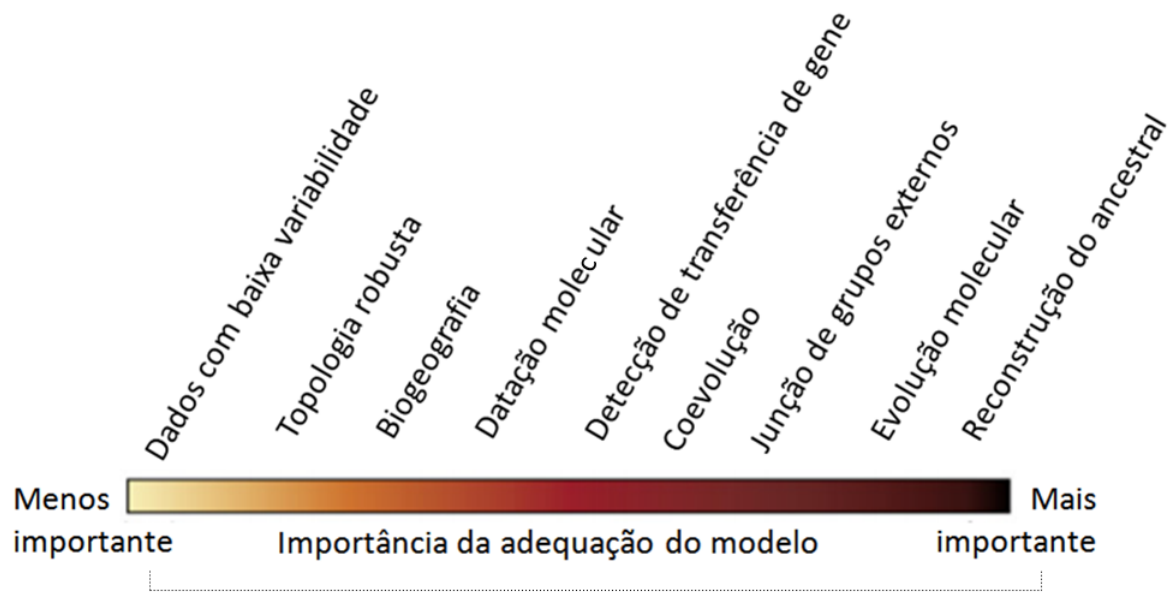 Dados com baixa variabilidade
Topologia robusta
Biogeografia
Datação molecular
Detecção de transferência de gene
Coevolução
Junção de grupos externos
Evolução molecular
Reconstrução do ancestral
Menos importante
Importância da adequação do modelo
Mais importante